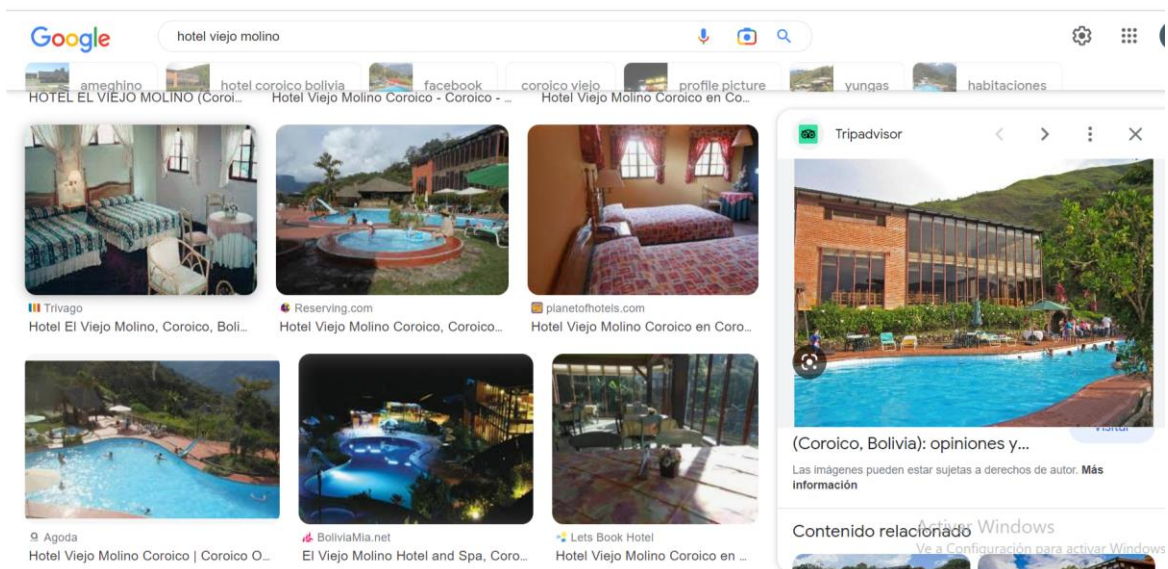 Google
hotel viejo molino
ameghino
hotel coroico bolivia
facebook
coroico viejo
profile picture
yungas
habitaciones
HOTEL EL VIEJO MOLINO (Coroi...
Hotel Viejo Molino Coroico - Coroico - ...
Hotel Viejo Molino Coroico en Co...
Trivago
Hotel El Viejo Molino, Coroico, Boli...
Reserving.com
Hotel Viejo Molino Coroico, Coroico...
planetofhotels.com
Hotel Viejo Molino Coroico en Coro...
Agoda
Hotel Viejo Molino Coroico | Coroico O...
BoliviaMia.net
El Viejo Molino Hotel and Spa, Coro...
Lets Book Hotel
Hotel Viejo Molino Coroico en ...
Tripadvisor
Visitar
(Coroico, Bolivia): opiniones y...
Las imágenes pueden estar sujetas a derechos de autor. Más
información
Contenido relacionado
Activar Windows
Ve a Configuración para activar Windows